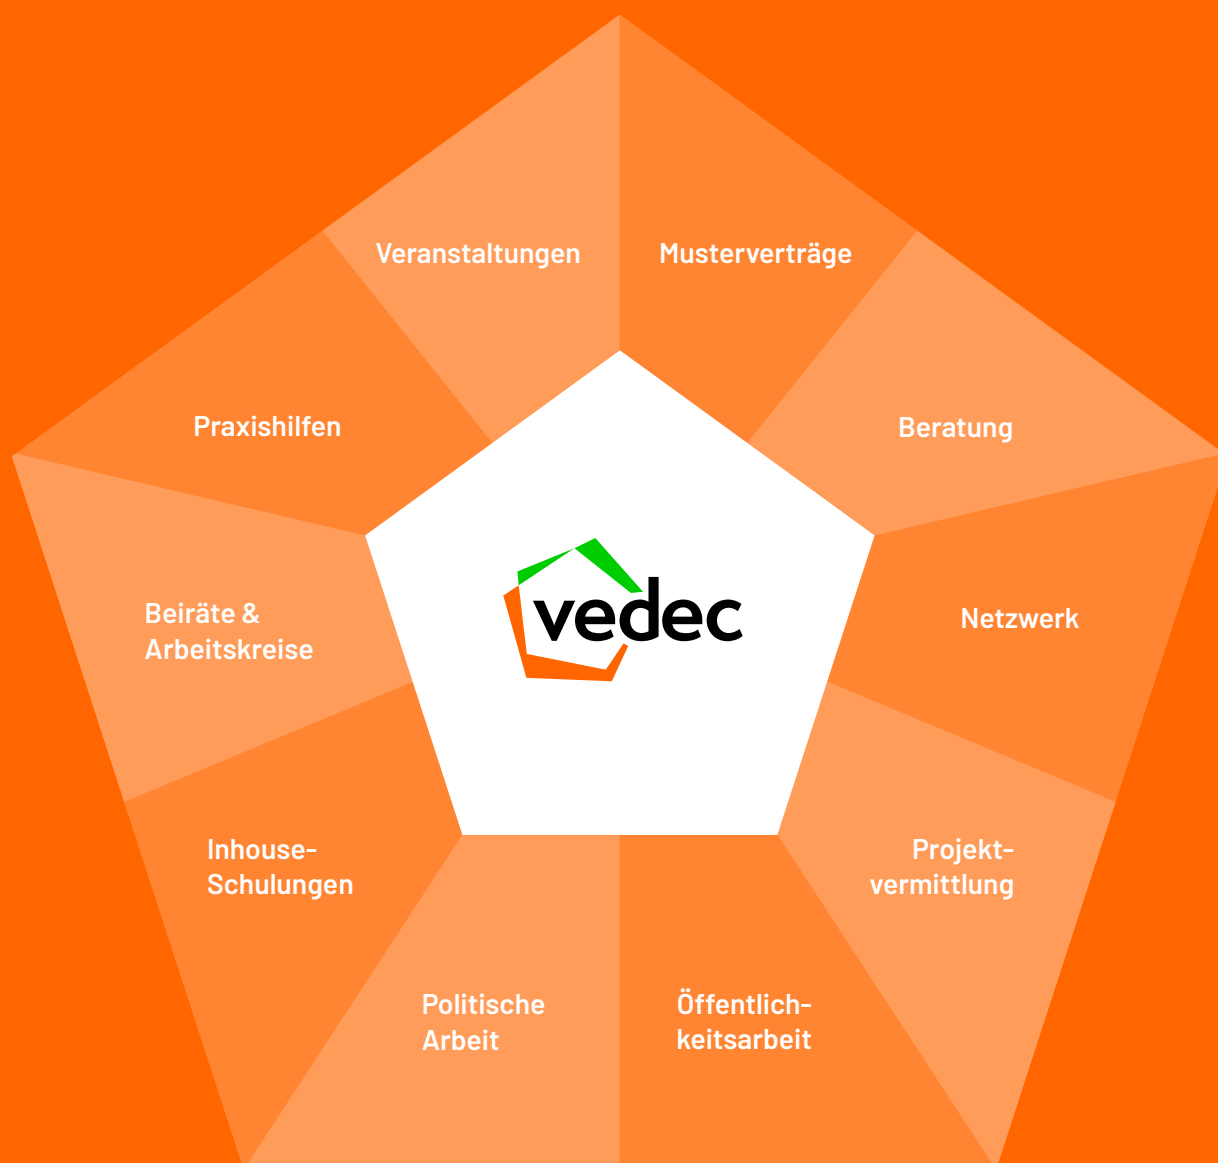 Veranstaltungen
Musterverträge
Praxishilfen
Beratung
Beiräte &
Arbeitskreise
vedec
Netzwerk
Inhouse-
Schulungen
Projekt-
vermittlung
Politische
Arbeit
Öffentlich-
keitsarbeit